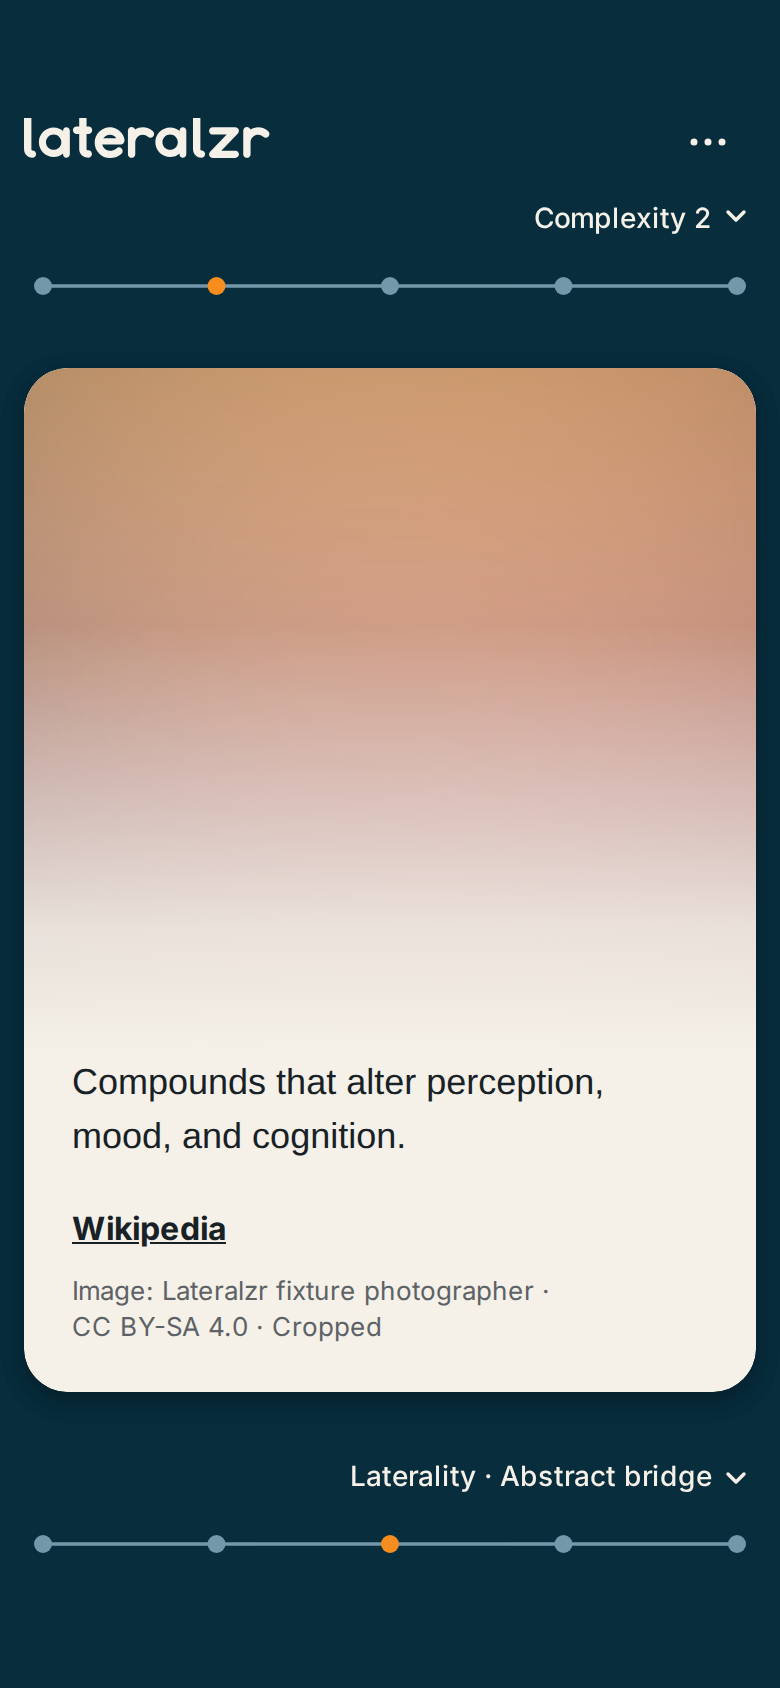 lateralzr
Complexity 2
Compounds that alter perception,
mood, and cognition.
Wikipedia
Image: Lateralzr fixture photographer ·
CC BY-SA 4.0 · Cropped
Laterality · Abstract bridge